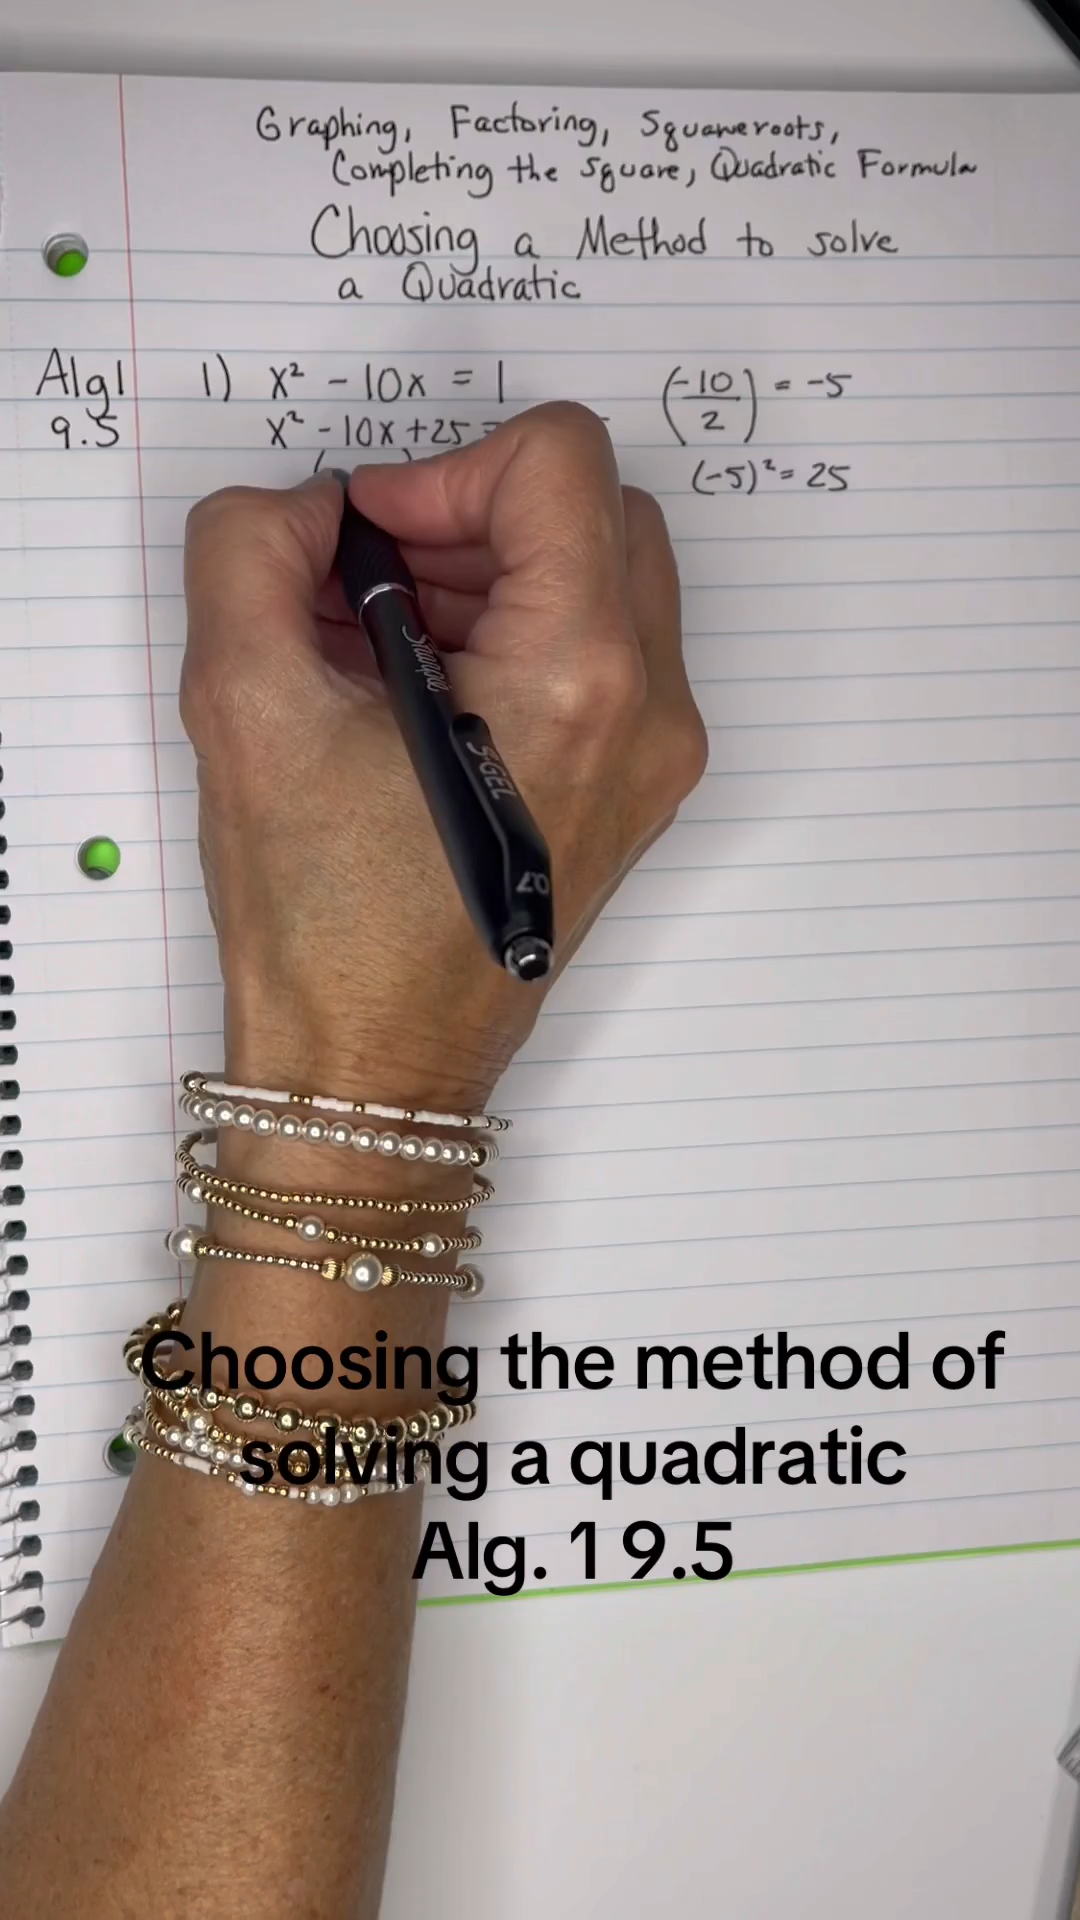 Graphing, Factoring, Squareroots,
Completing the square, Quadratic Formula
Choosing a Method to solve
a Quadratic
Alg1
9.5
1) x² - 10x = 1
x² - 10x + 25 =
(-10/2) = -5
(-5)² = 25
Sharpie
S·GEL
0.7
Choosing the method of
solving a quadratic
Alg. 1 9.5